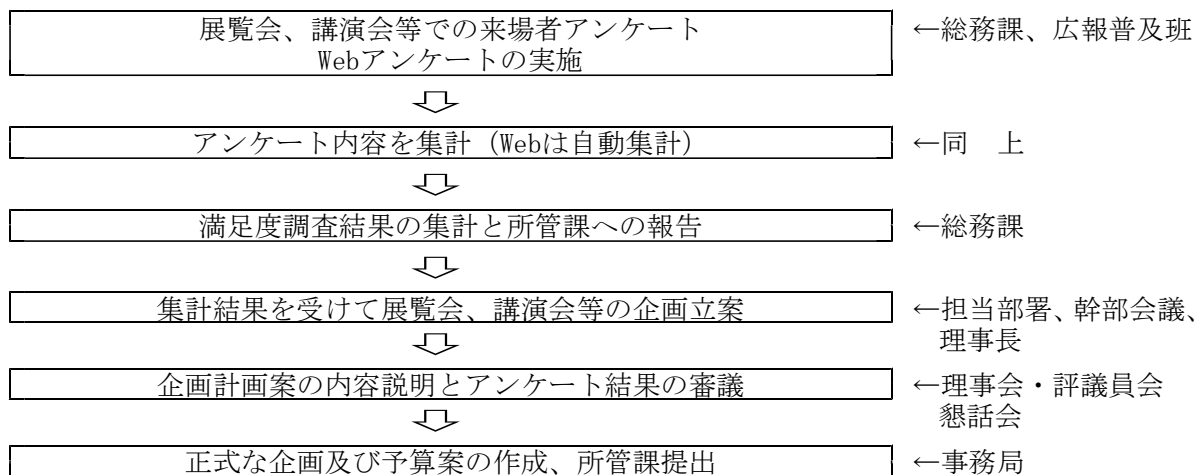 展覧会、講演会等での来場者アンケート ←総務課、広報普及班
Webアンケートの実施
アンケート内容を集計(Webは自動集計) ←同　上
満足度調査結果の集計と所管課への報告 ←総務課
集計結果を受けて展覧会、講演会等の企画立案 ←担当部署、幹部会議、
理事長
企画計画案の内容説明とアンケート結果の審議 ←理事会・評議員会
懇話会
正式な企画及び予算案の作成、所管課提出 ←事務局